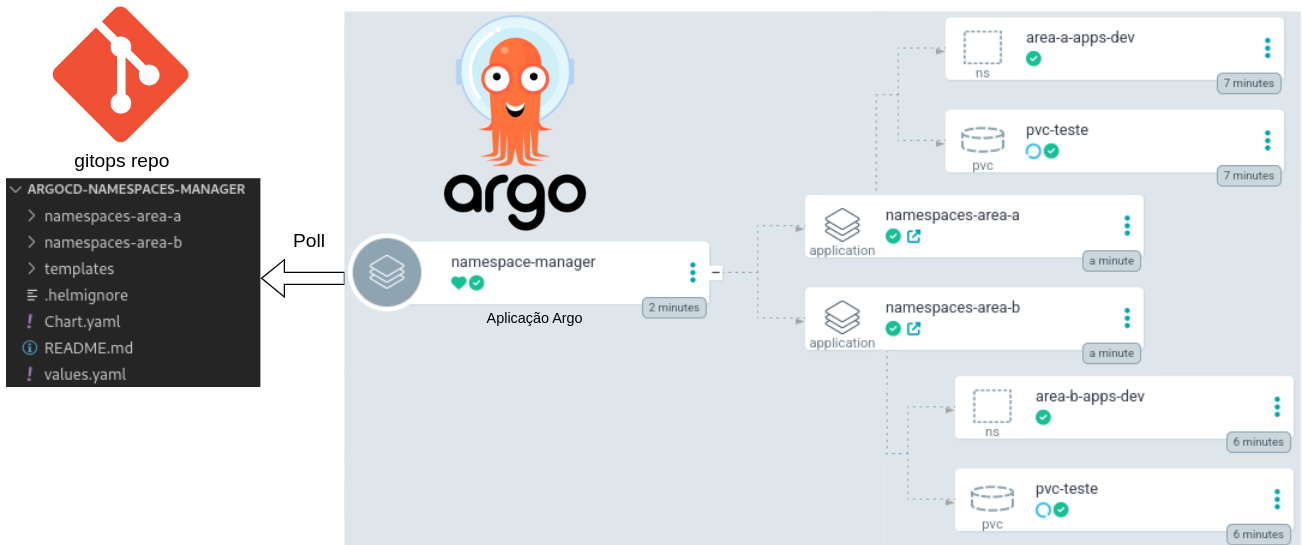 gitops repo
ARGOCD-NAMESPACES-MANAGER
namespaces-area-a
namespaces-area-b
templates
.helmignore
Chart.yaml
README.md
values.yaml
Poll
argo
namespace-manager
2 minutes
Aplicação Argo
namespaces-area-a
application
a minute
namespaces-area-b
application
a minute
area-a-apps-dev
ns
7 minutes
pvc-teste
pvc
7 minutes
area-b-apps-dev
ns
6 minutes
pvc-teste
pvc
6 minutes